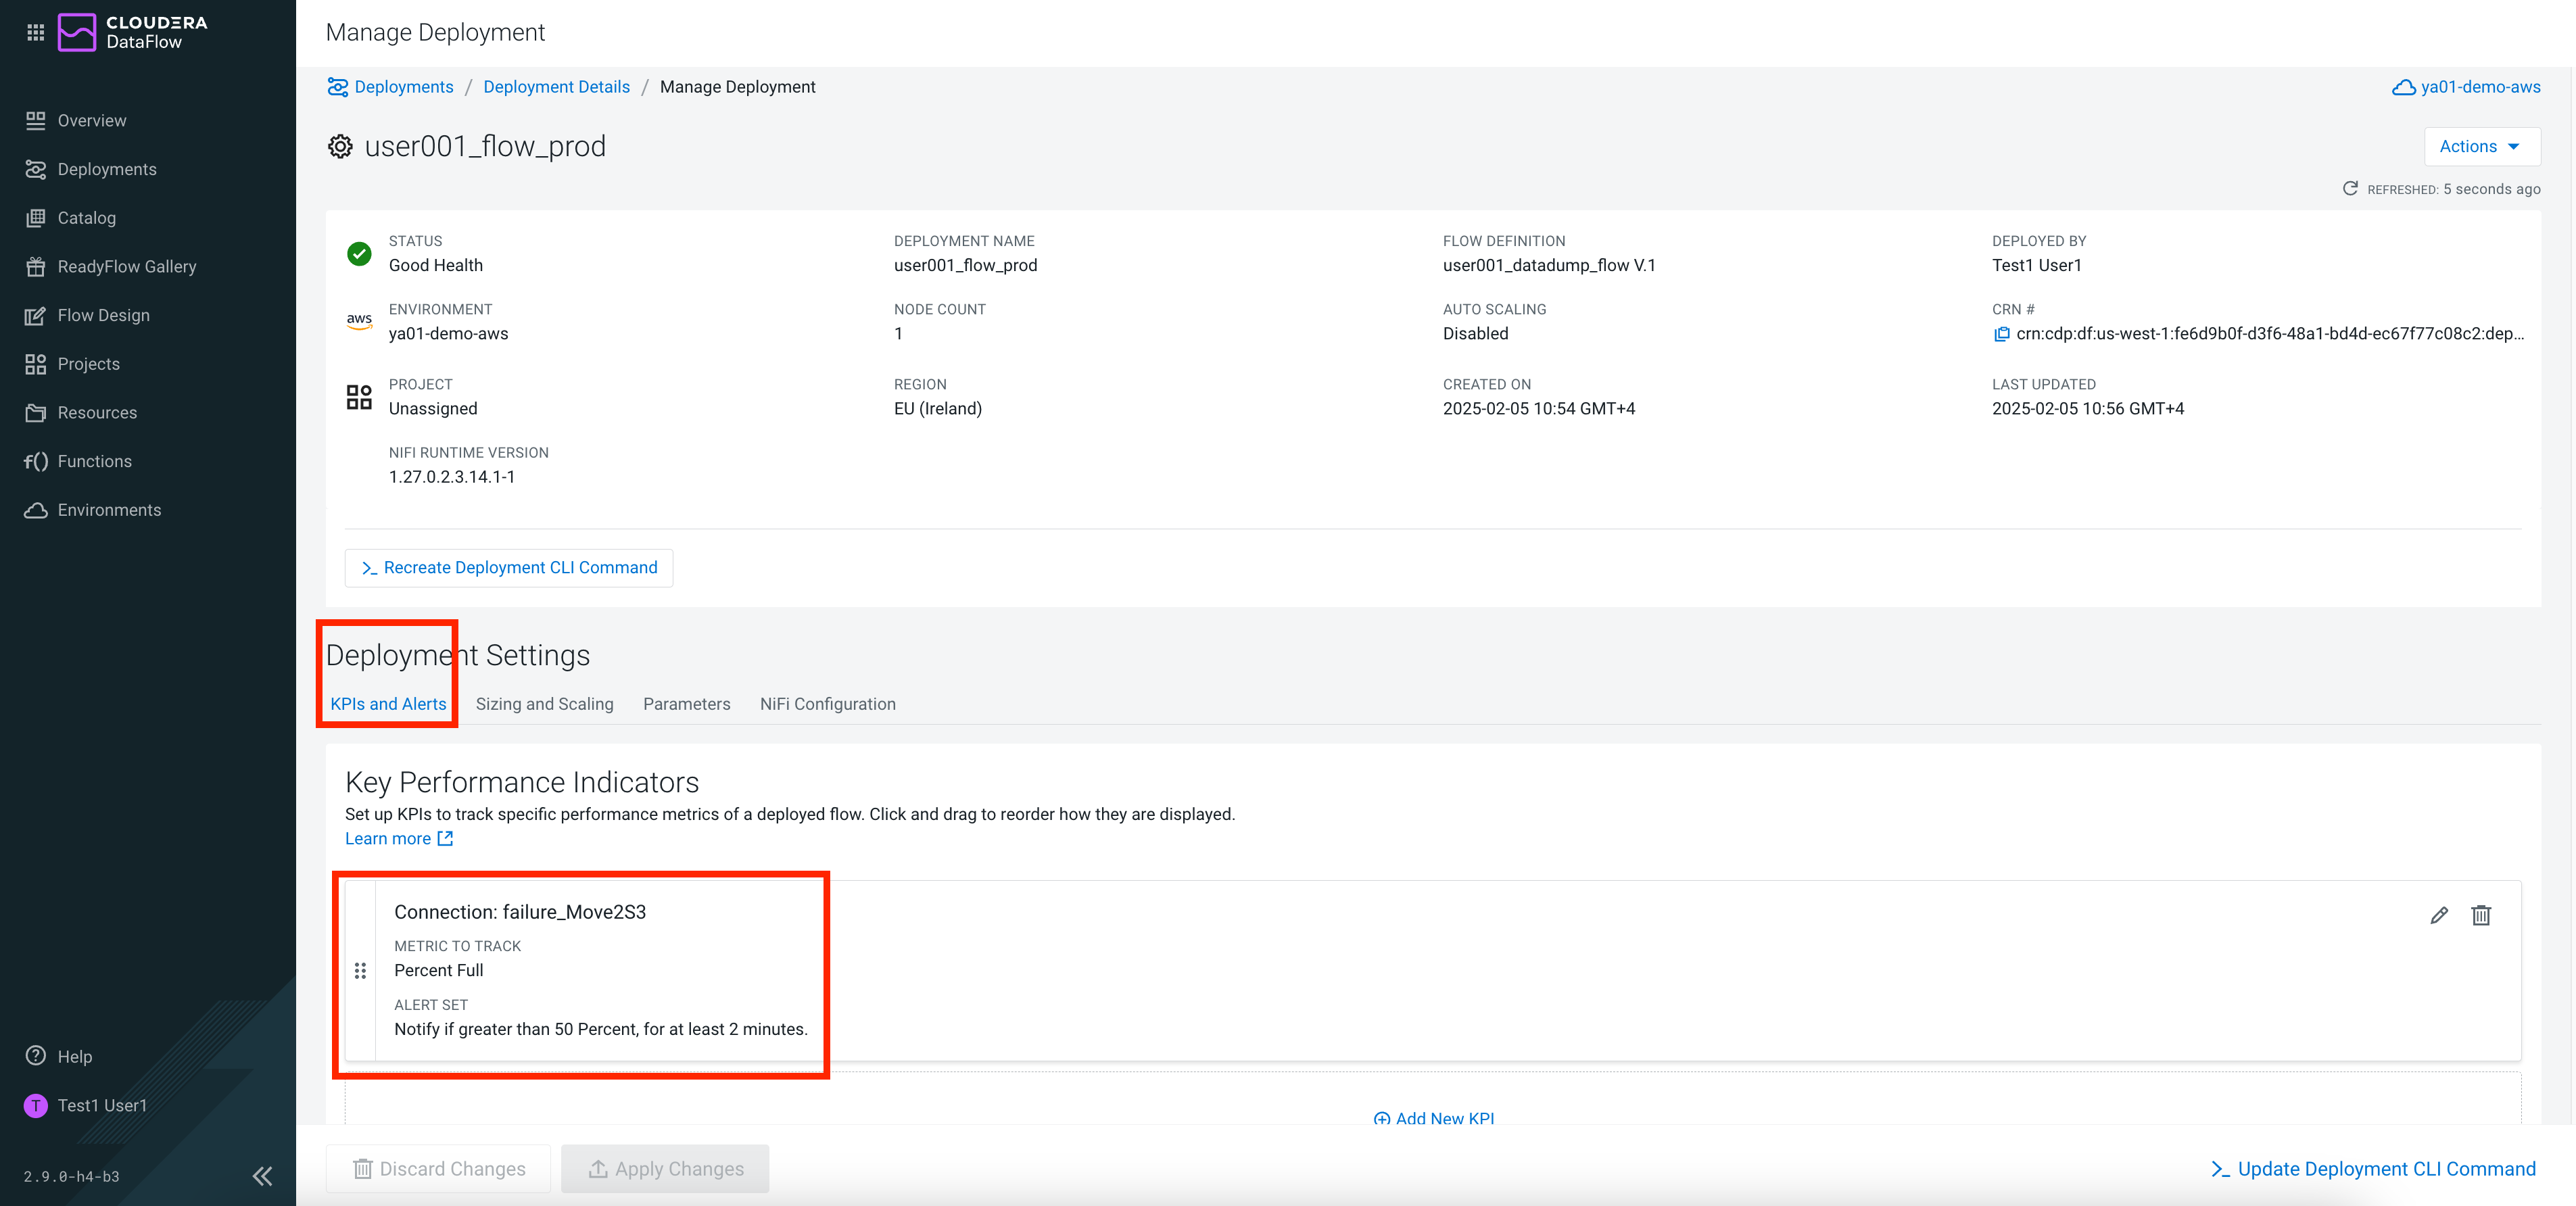 CLOUDERA
DataFlow
Overview
Deployments
Catalog
ReadyFlow Gallery
Flow Design
Projects
Resources
f() Functions
Environments
Help
T Test1 User1
2.9.0-h4-b3
Manage Deployment
Deployments / Deployment Details / Manage Deployment
ya01-demo-aws
user001_flow_prod
Actions
REFRESHED: 5 seconds ago
STATUS
Good Health
DEPLOYMENT NAME
user001_flow_prod
FLOW DEFINITION
user001_datadump_flow V.1
DEPLOYED BY
Test1 User1
aws
ENVIRONMENT
ya01-demo-aws
NODE COUNT
1
AUTO SCALING
Disabled
CRN #
crn:cdp:df:us-west-1:fe6d9b0f-d3f6-48a1-bd4d-ec67f77c08c2:dep...
PROJECT
Unassigned
REGION
EU (Ireland)
CREATED ON
2025-02-05 10:54 GMT+4
LAST UPDATED
2025-02-05 10:56 GMT+4
NIFI RUNTIME VERSION
1.27.0.2.3.14.1-1
>_ Recreate Deployment CLI Command
Deployment Settings
KPIs and Alerts
Sizing and Scaling
Parameters
NiFi Configuration
Key Performance Indicators
Set up KPIs to track specific performance metrics of a deployed flow. Click and drag to reorder how they are displayed.
Learn more
Connection: failure_Move2S3
METRIC TO TRACK
Percent Full
ALERT SET
Notify if greater than 50 Percent, for at least 2 minutes.
Add New KPI
Discard Changes
Apply Changes
>_ Update Deployment CLI Command